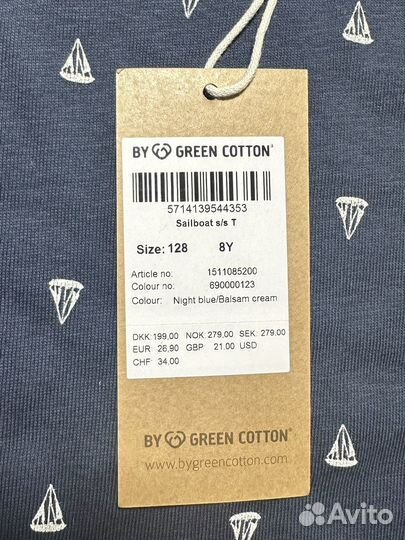 BY GREEN COTTON®
5714139544353
Sailboat s/s T
Size: 128 8Y
Article no: 1511085200
Colour no: 690000123
Colour: Night blue/Balsam cream
DKK:199,00 NOK:279,00 SEK:279,00
EUR: 26,90 GBP: 21,00 USD
CHF: 34,00
BY GREEN COTTON®
www.bygreencotton.com
Avito